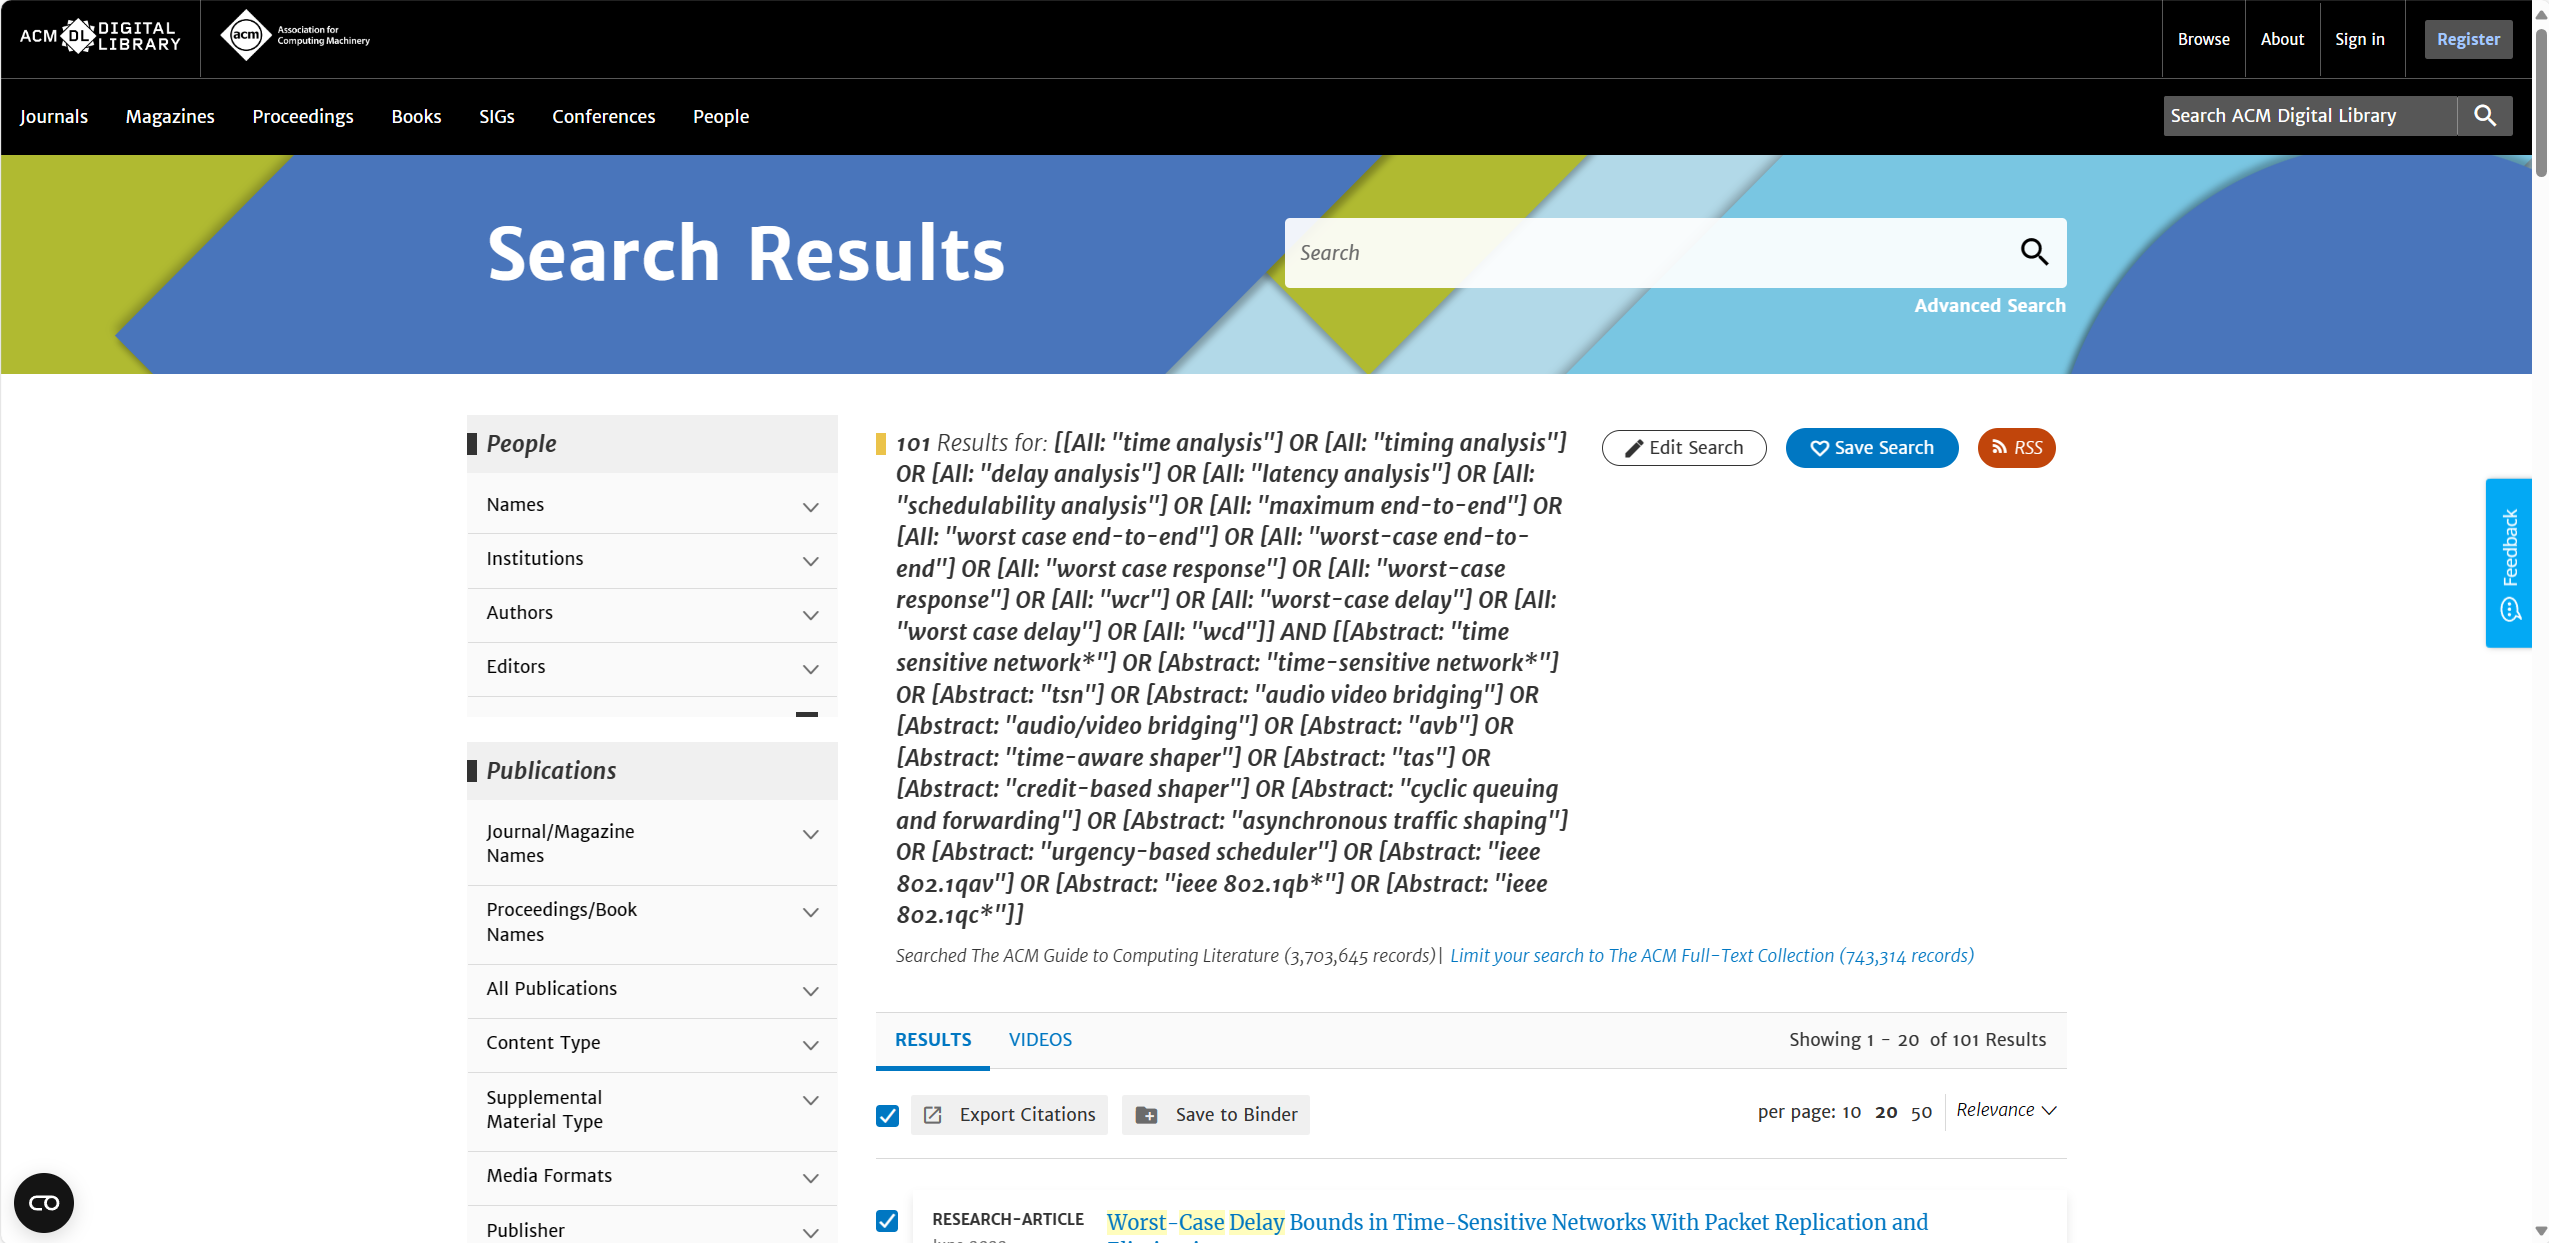 ACM DL DIGITAL LIBRARY
acm Association for Computing Machinery
Browse
About
Sign in
Register
Journals
Magazines
Proceedings
Books
SIGs
Conferences
People
Search ACM Digital Library
Search Results
Search
Advanced Search
People
Names
Institutions
Authors
Editors
Publications
Journal/Magazine
Names
Proceedings/Book
Names
All Publications
Content Type
Supplemental
Material Type
Media Formats
Publisher
101 Results for: [[All: "time analysis"] OR [All: "timing analysis"]
OR [All: "delay analysis"] OR [All: "latency analysis"] OR [All:
"schedulability analysis"] OR [All: "maximum end-to-end"] OR
[All: "worst case end-to-end"] OR [All: "worst-case end-to-
end"] OR [All: "worst case response"] OR [All: "worst-case
response"] OR [All: "wcr"] OR [All: "worst-case delay"] OR [All:
"worst case delay"] OR [All: "wcd"]] AND [[Abstract: "time
sensitive network*"] OR [Abstract: "time-sensitive network*"]
OR [Abstract: "tsn"] OR [Abstract: "audio video bridging"] OR
[Abstract: "audio/video bridging"] OR [Abstract: "avb"] OR
[Abstract: "time-aware shaper"] OR [Abstract: "tas"] OR
[Abstract: "credit-based shaper"] OR [Abstract: "cyclic queuing
and forwarding"] OR [Abstract: "asynchronous traffic shaping"]
OR [Abstract: "urgency-based scheduler"] OR [Abstract: "ieee
802.1qav"] OR [Abstract: "ieee 802.1qb*"] OR [Abstract: "ieee
802.1qc*"]]
Edit Search
Save Search
RSS
Searched The ACM Guide to Computing Literature (3,703,645 records)| Limit your search to The ACM Full-Text Collection (743,314 records)
RESULTS
VIDEOS
Showing 1 - 20 of 101 Results
Export Citations
Save to Binder
per page: 10 20 50
Relevance
RESEARCH-ARTICLE
Worst-Case Delay Bounds in Time-Sensitive Networks With Packet Replication and
Feedback